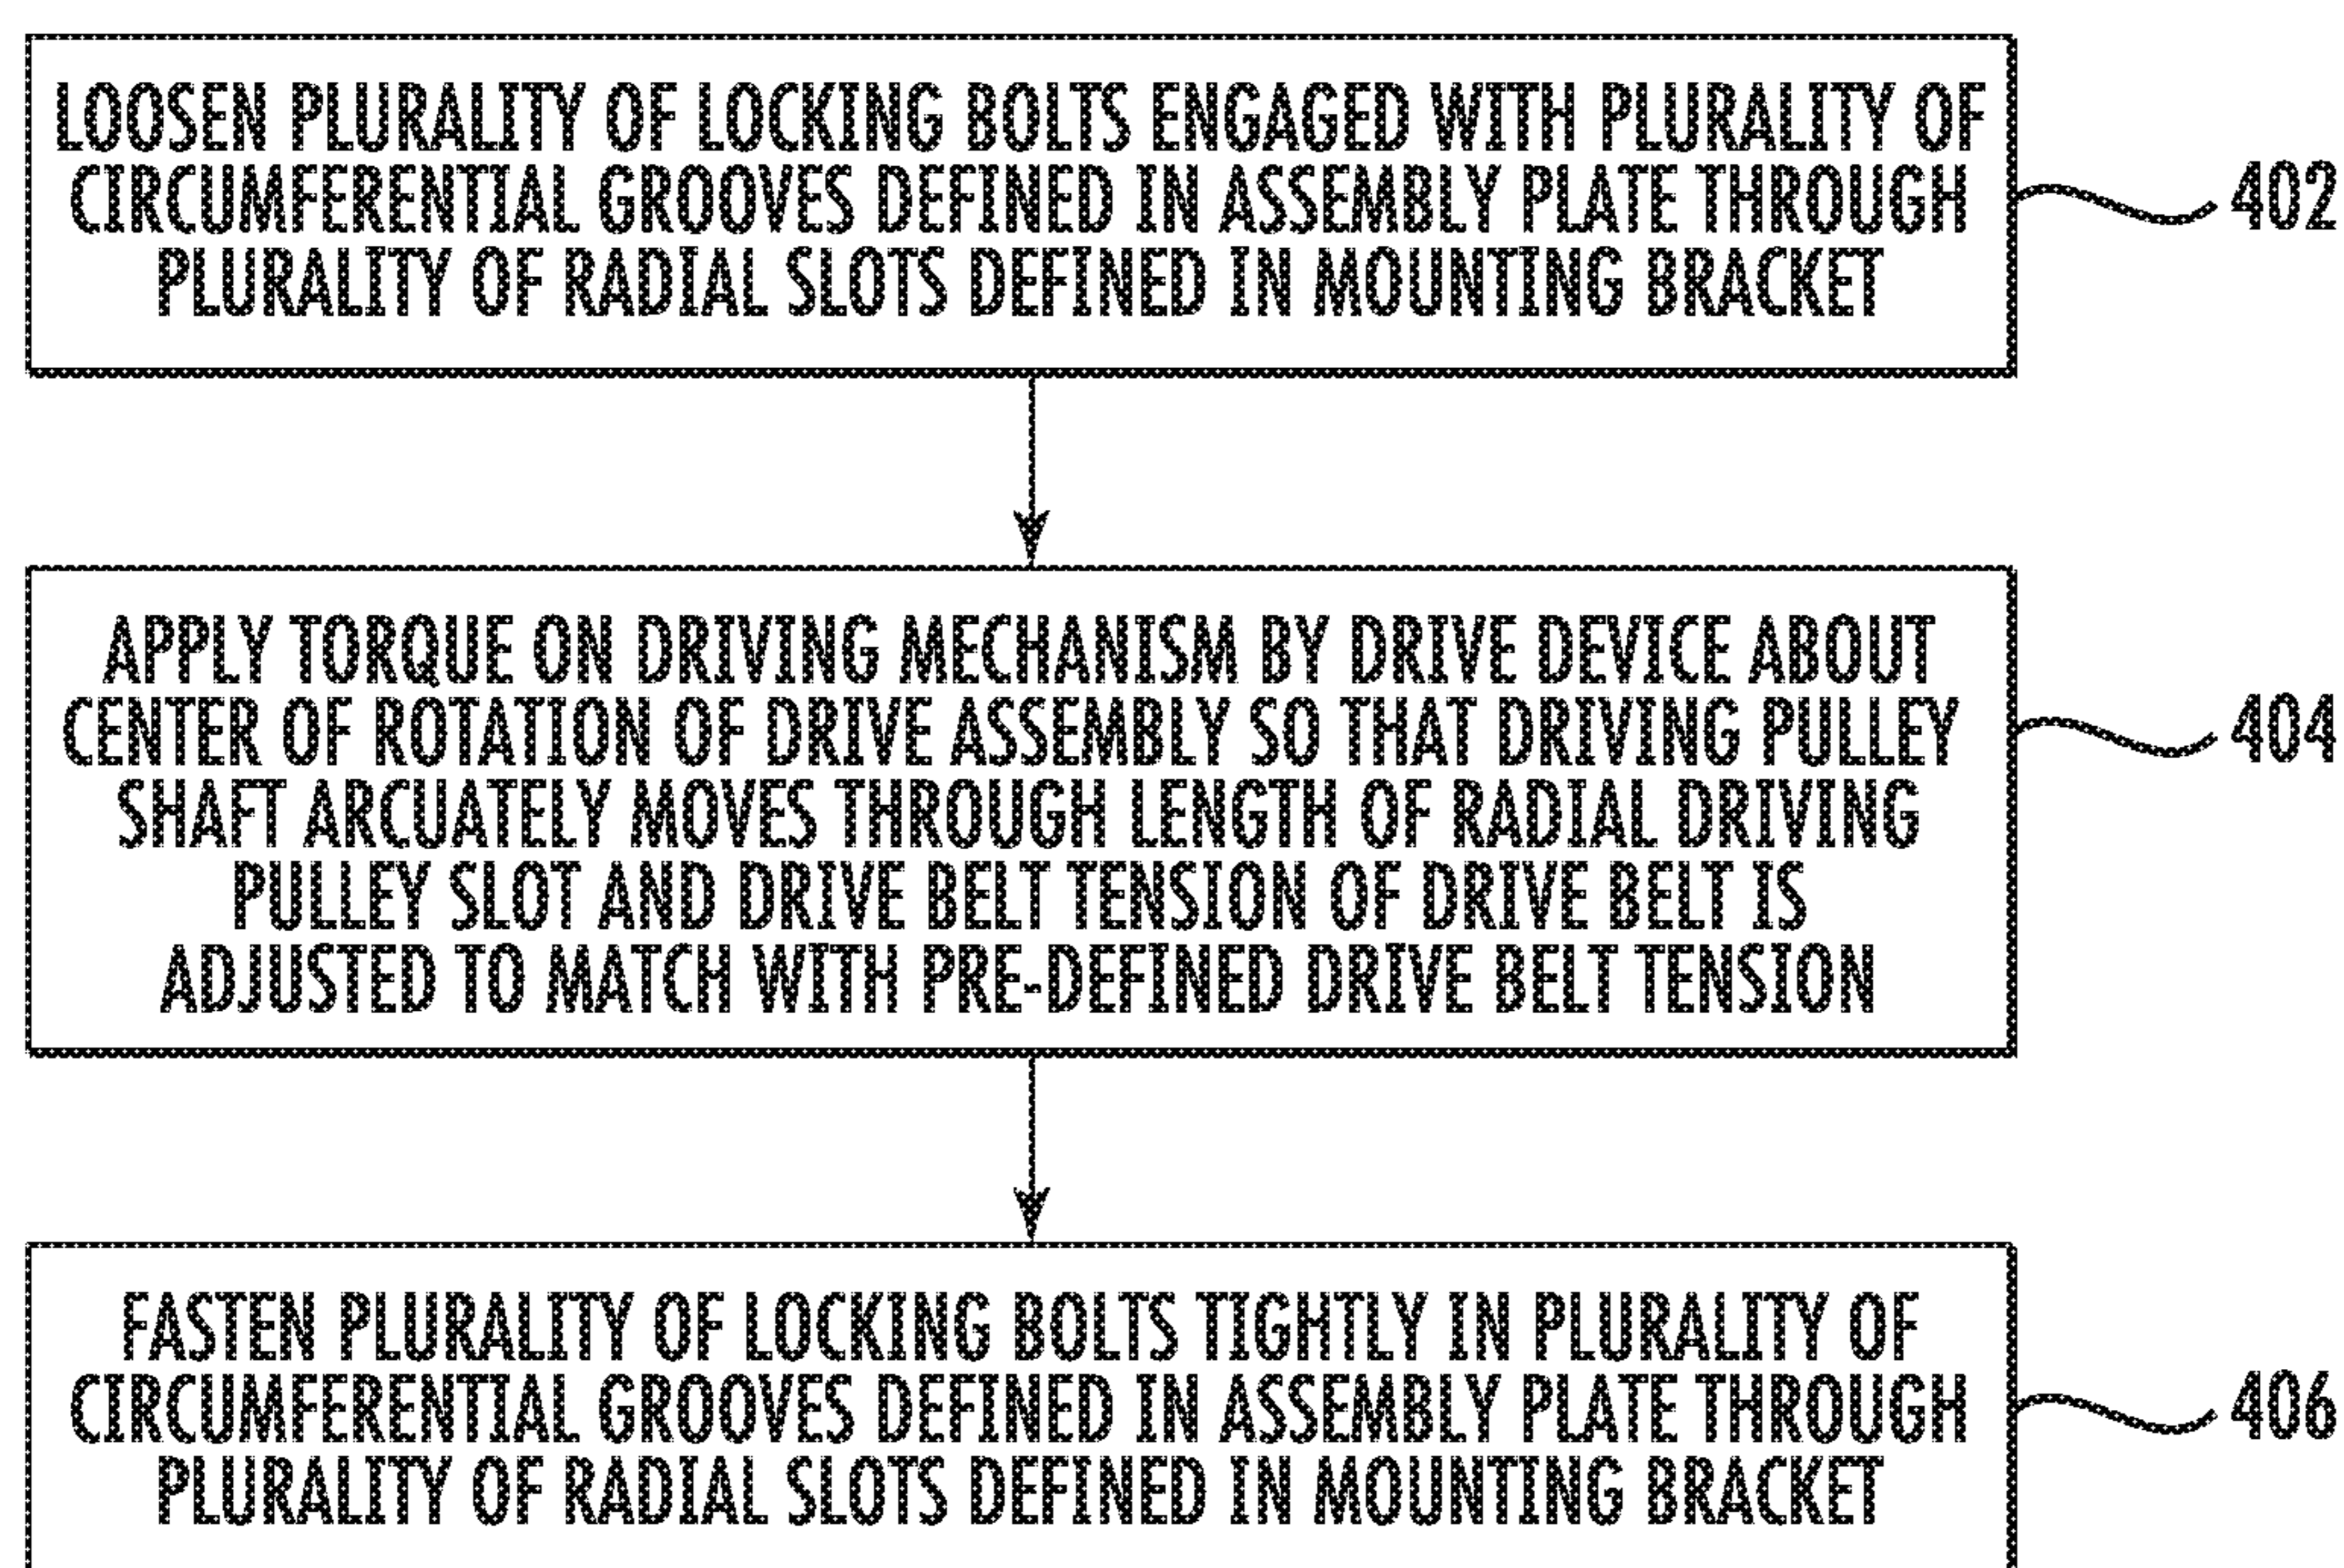 LOOSEN PLURALITY OF LOCKING BOLTS ENGAGED WITH PLURALITY OF
CIRCUMFERENTIAL GROOVES DEFINED IN ASSEMBLY PLATE THROUGH
PLURALITY OF RADIAL SLOTS DEFINED IN MOUNTING BRACKET
402
APPLY TORQUE ON DRIVING MECHANISM BY DRIVE DEVICE ABOUT
CENTER OF ROTATION OF DRIVE ASSEMBLY SO THAT DRIVING PULLEY
SHAFT ARCUATELY MOVES THROUGH LENGTH OF RADIAL DRIVING
PULLEY SLOT AND DRIVE BELT TENSION OF DRIVE BELT IS
ADJUSTED TO MATCH WITH PRE-DEFINED DRIVE BELT TENSION
404
FASTEN PLURALITY OF LOCKING BOLTS TIGHTLY IN PLURALITY OF
CIRCUMFERENTIAL GROOVES DEFINED IN ASSEMBLY PLATE THROUGH
PLURALITY OF RADIAL SLOTS DEFINED IN MOUNTING BRACKET
406